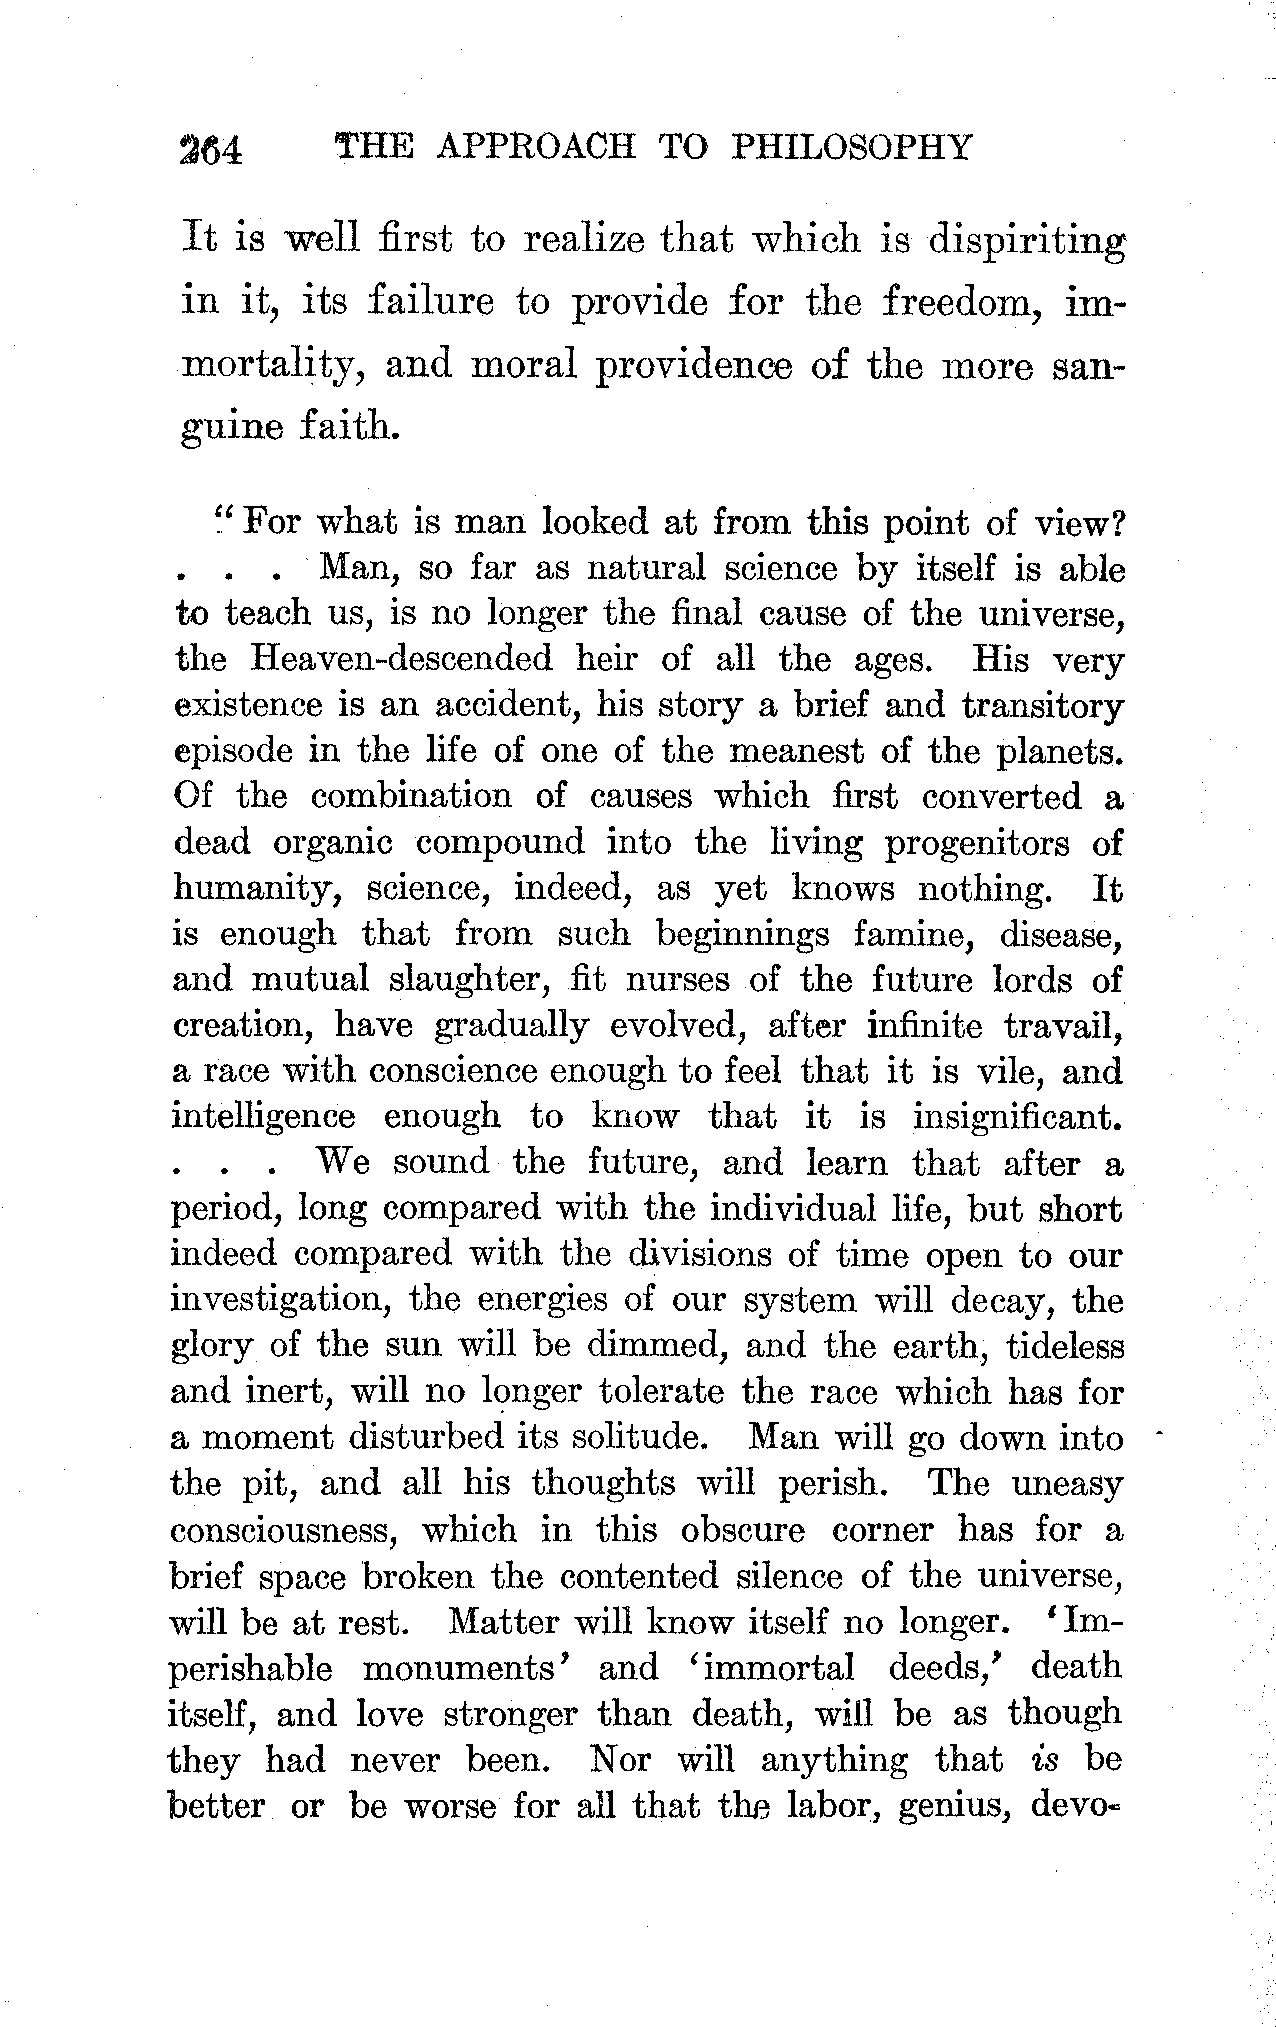 264 THE APPROACH TO PHILOSOPHY
It is well first to realize that which is dispiriting
in it, its failure to provide for the freedom, im-
mortality, and moral providence of the more san-
guine faith.
“For what is man looked at from this point of view?
. . . Man, so far as natural science by itself is able
to teach us, is no longer the final cause of the universe,
the Heaven-descended heir of all the ages. His very
existence is an accident, his story a brief and transitory
episode in the life of one of the meanest of the planets.
Of the combination of causes which first converted a
dead organic compound into the living progenitors of
humanity, science, indeed, as yet knows nothing. It
is enough that from such beginnings famine, disease,
and mutual slaughter, fit nurses of the future lords of
creation, have gradually evolved, after infinite travail,
a race with conscience enough to feel that it is vile, and
intelligence enough to know that it is insignificant.
. . . We sound the future, and learn that after a
period, long compared with the individual life, but short
indeed compared with the divisions of time open to our
investigation, the energies of our system will decay, the
glory of the sun will be dimmed, and the earth, tideless
and inert, will no longer tolerate the race which has for
a moment disturbed its solitude. Man will go down into
the pit, and all his thoughts will perish. The uneasy
consciousness, which in this obscure corner has for a
brief space broken the contented silence of the universe,
will be at rest. Matter will know itself no longer. ‘Im-
perishable monuments’ and ‘immortal deeds,’ death
itself, and love stronger than death, will be as though
they had never been. Nor will anything that is be
better or be worse for all that the labor, genius, devo-